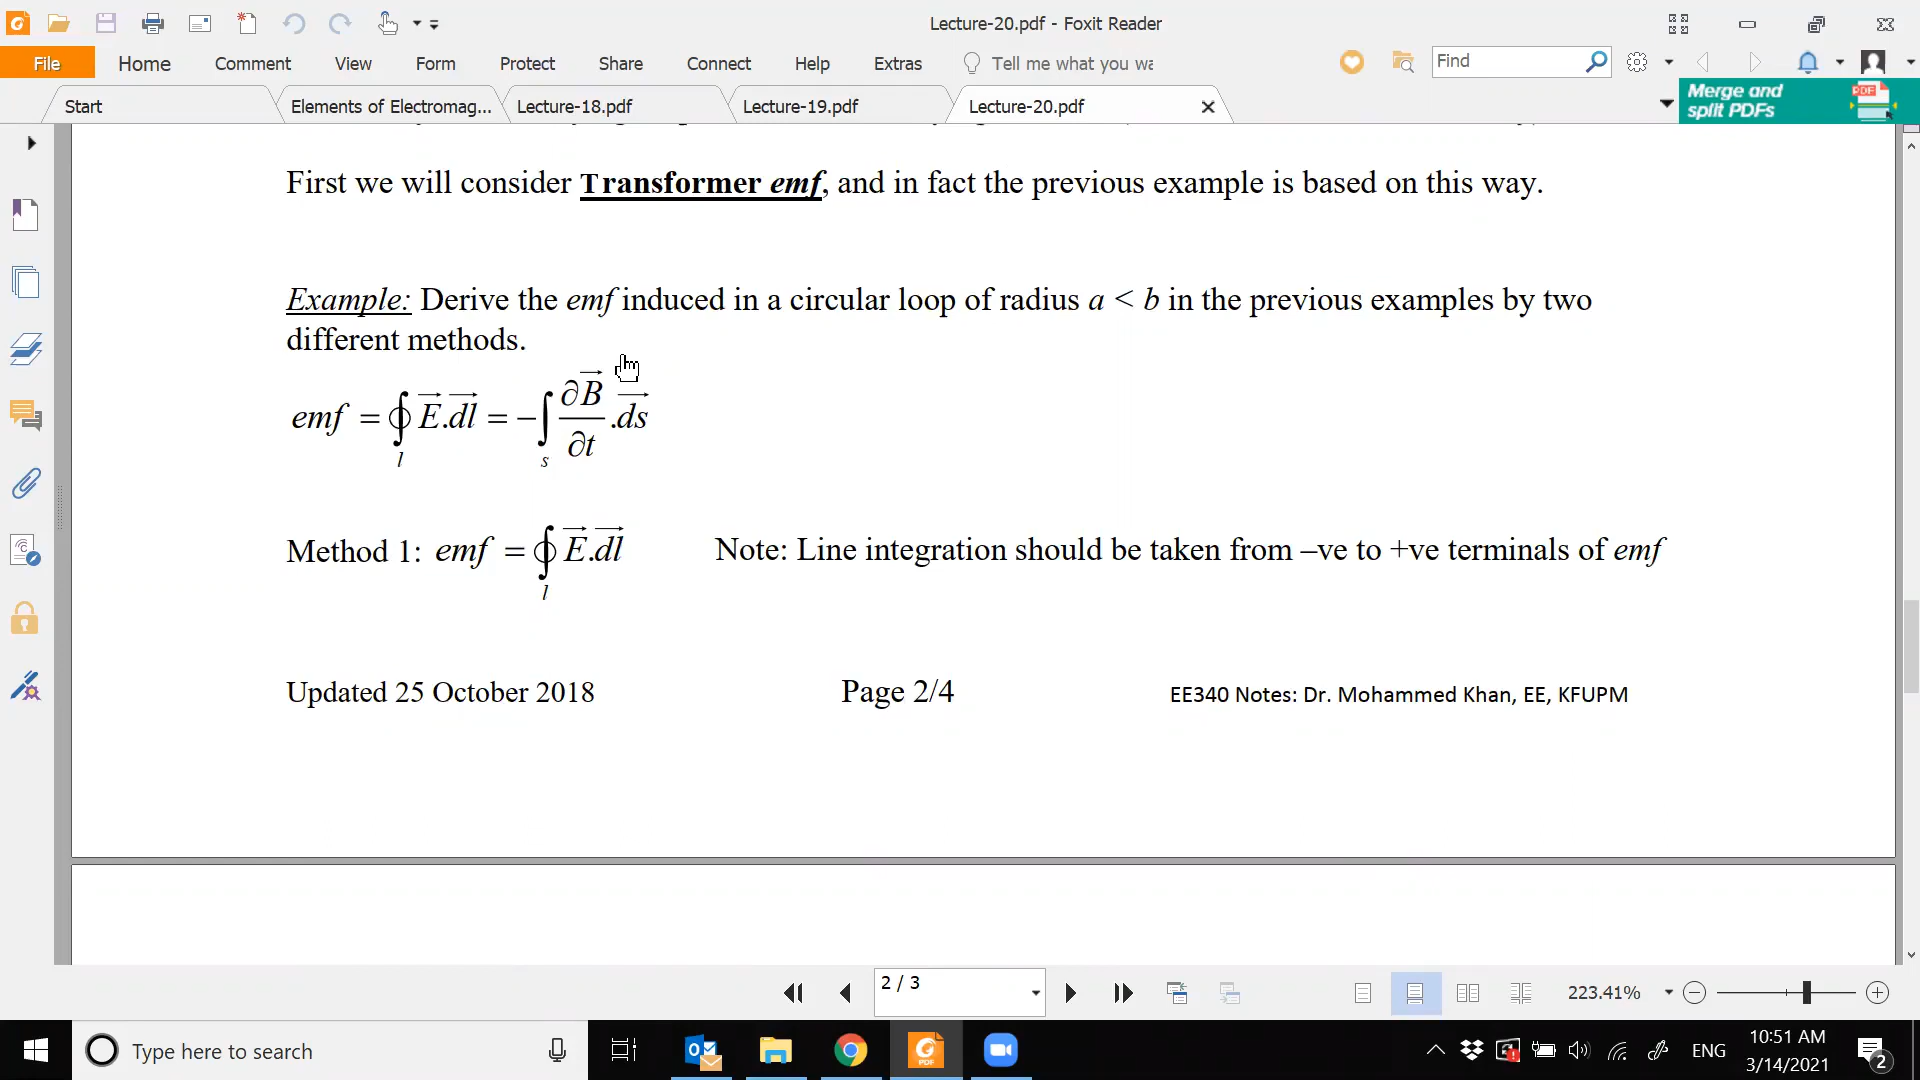 Lecture-20.pdf - Foxit Reader
File Home Comment View Form Protect Share Connect Help Extras Tell me what you wa Find
Start Elements of Electromag... Lecture-18.pdf Lecture-19.pdf Lecture-20.pdf
Merge and
split PDFs
PDF
First we will consider Transformer emf, and in fact the previous example is based on this way.
Example: Derive the emf induced in a circular loop of radius a < b in the previous examples by two
different methods.
emf = ∮_l E⃗.dl⃗ = −∫_s ∂B⃗/∂t .ds⃗
Method 1: emf = ∮_l E⃗.dl⃗ Note: Line integration should be taken from –ve to +ve terminals of emf
Updated 25 October 2018 Page 2/4 EE340 Notes: Dr. Mohammed Khan, EE, KFUPM
2 / 3 223.41%
Type here to search ENG 10:51 AM
3/14/2021 2